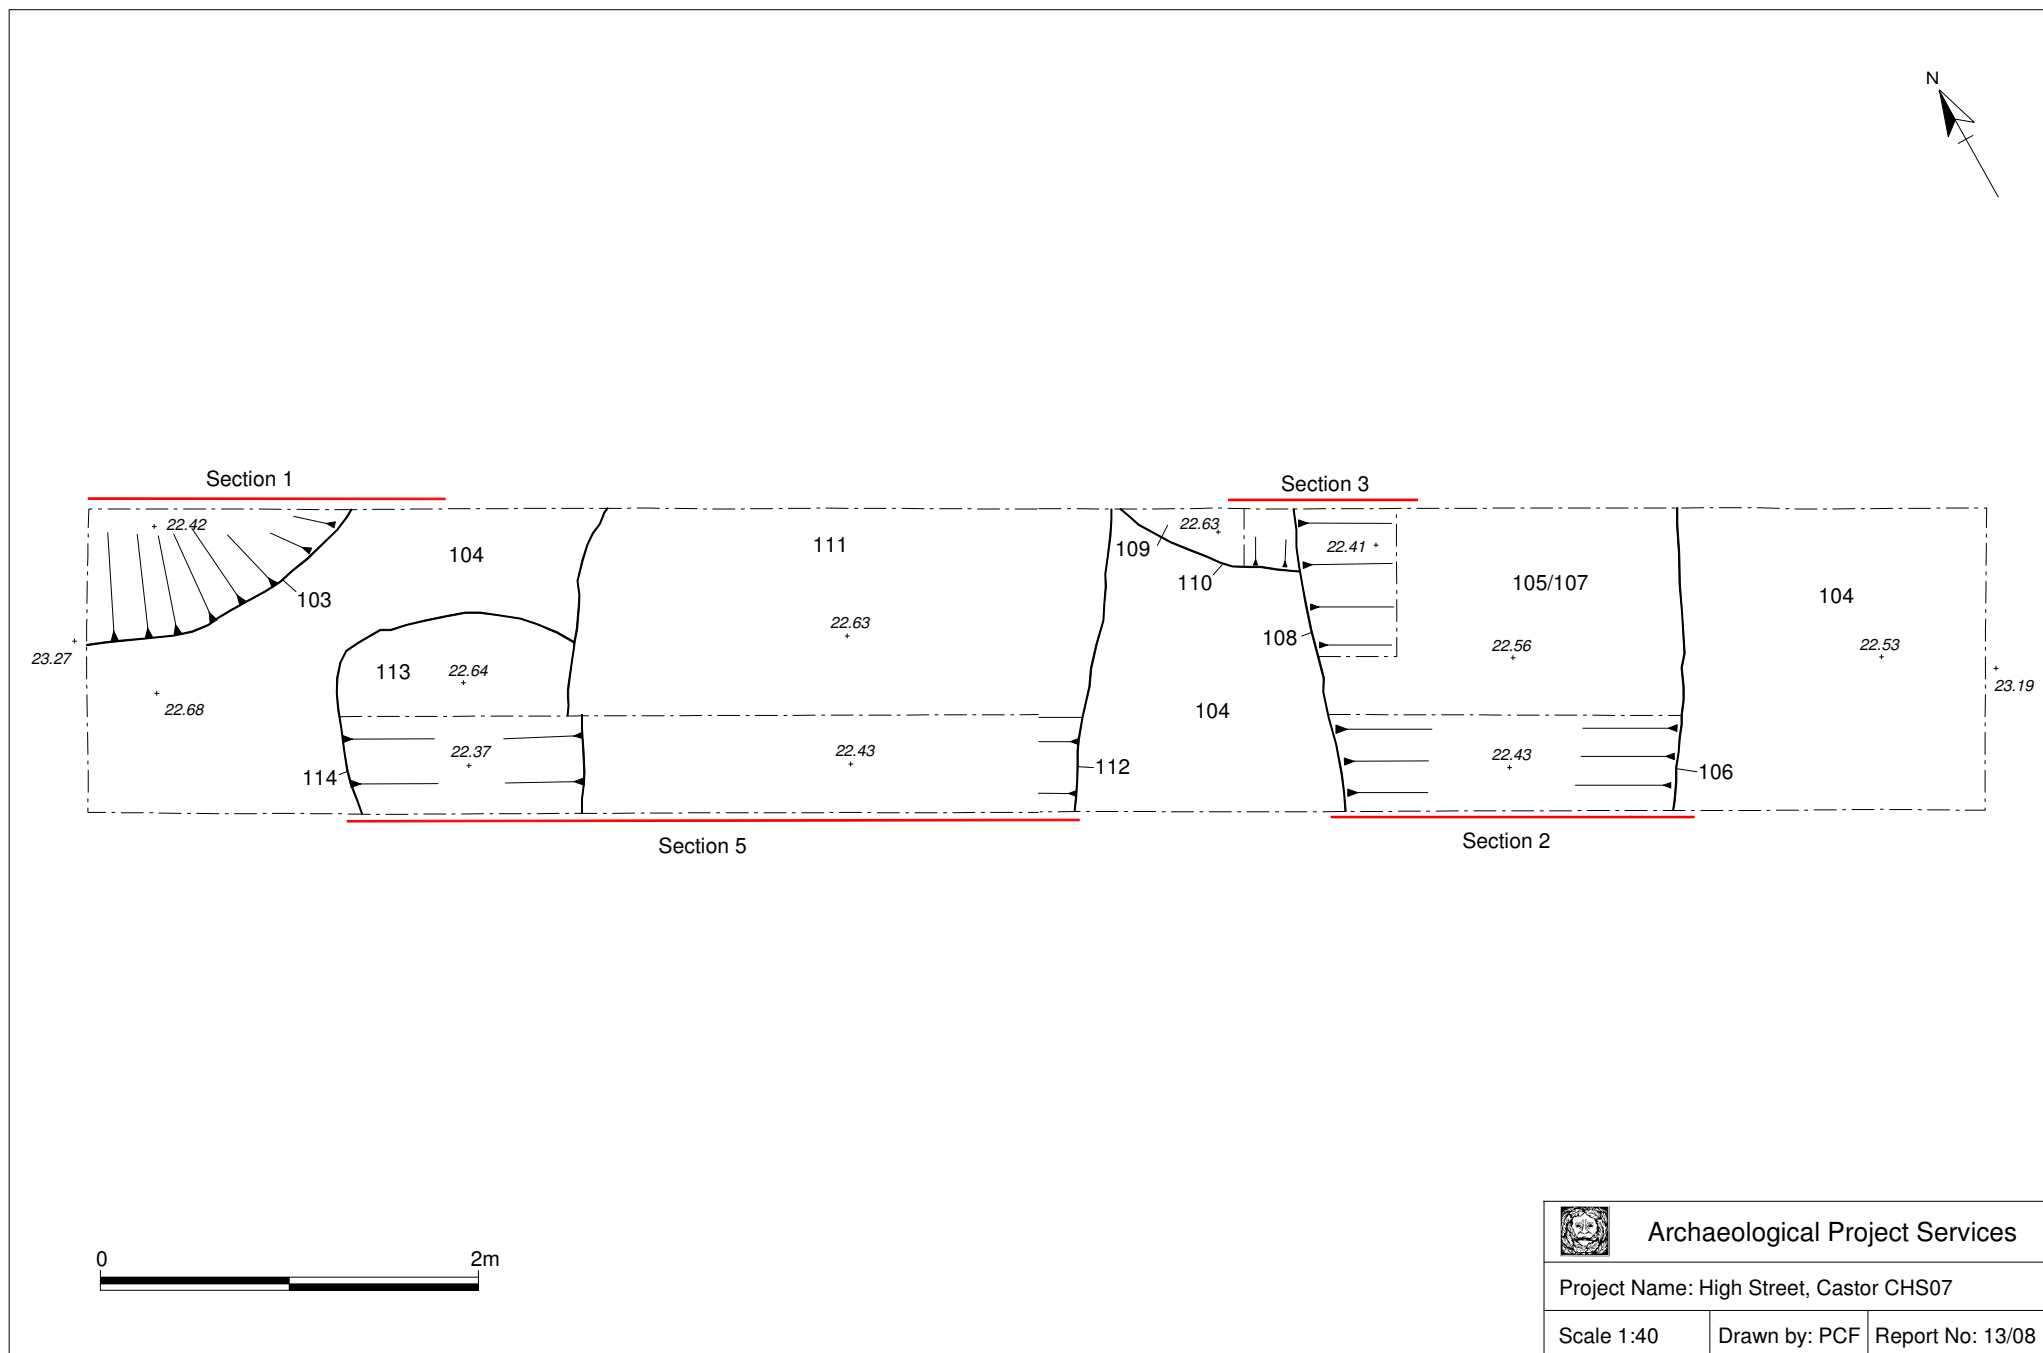 N
Section 1
Section 3
22.42
104
111
109
22.63
110
22.41
105/107
104
103
108
22.63
22.56
22.53
23.27
113
22.64
23.19
22.68
104
22.37
22.43
22.43
114
112
106
Section 5
Section 2
0 2m
Archaeological Project Services
Project Name: High Street, Castor CHS07
Scale 1:40 Drawn by: PCF Report No: 13/08